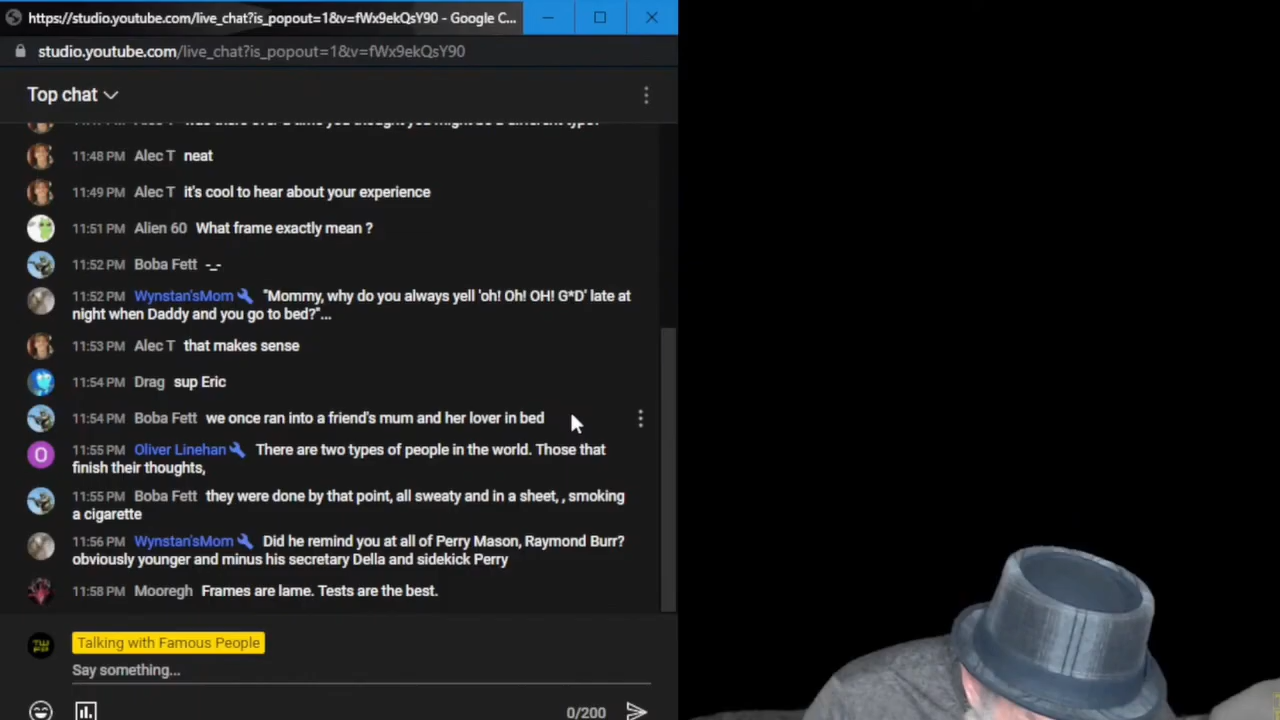 https://studio.youtube.com/live_chat?is_popout=1&v=fWx9ekQsY90 - Google C...
studio.youtube.com/live_chat?is_popout=1&v=fWx9ekQsY90
Top chat
11:48 PM Alec T neat
11:49 PM Alec T it's cool to hear about your experience
11:51 PM Alien 60 What frame exactly mean ?
11:52 PM Boba Fett -_-
11:52 PM Wynstan'sMom "Mommy, why do you always yell 'oh! Oh! OH! G*D' late at
night when Daddy and you go to bed?"...
11:53 PM Alec T that makes sense
11:54 PM Drag sup Eric
11:54 PM Boba Fett we once ran into a friend's mum and her lover in bed
O
11:55 PM Oliver Linehan There are two types of people in the world. Those that
finish their thoughts,
11:55 PM Boba Fett they were done by that point, all sweaty and in a sheet, , smoking
a cigarette
11:56 PM Wynstan'sMom Did he remind you at all of Perry Mason, Raymond Burr?
obviously younger and minus his secretary Della and sidekick Perry
11:58 PM Mooregh Frames are lame. Tests are the best.
TW
FP
Talking with Famous People
Say something...
0/200